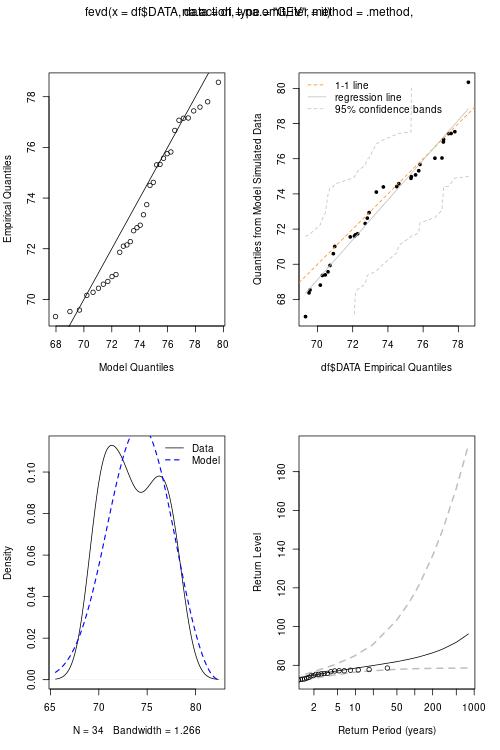 fevd(x = df$DATA, data = df, type = "GEV", method = .method,
Empirical Quantiles
70 72 74 76 78
68 70 72 74 76 78 80
Model Quantiles
1-1 line
regression line
95% confidence bands
Quantiles from Model Simulated Data
68 70 72 74 76 78 80
70 72 74 76 78
df$DATA Empirical Quantiles
Data
Model
Density
0.00 0.02 0.04 0.06 0.08 0.10
65 70 75 80
N = 34 Bandwidth = 1.266
Return Level
80 100 120 140 160 180
2 5 10 50 200 1000
Return Period (years)